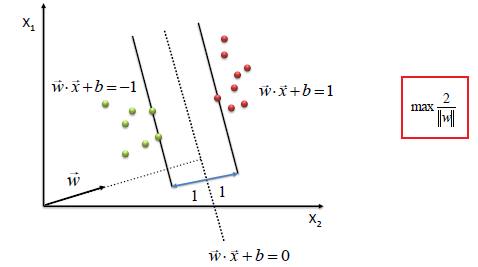 X₁
w⃗·x⃗+b=−1
w⃗·x⃗+b=1
max 2/‖w‖
w⃗
1 1
X₂
w⃗·x⃗+b=0